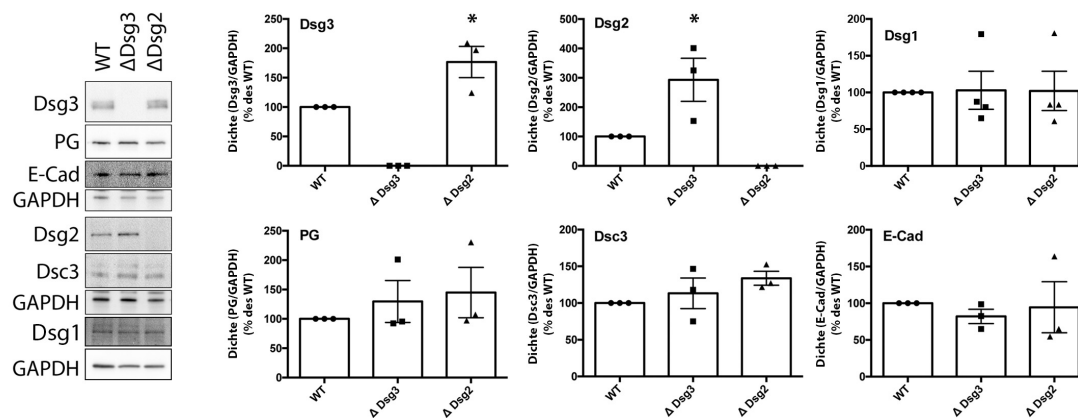 WT
ΔDsg3
ΔDsg2
Dsg3
PG
E-Cad
GAPDH
Dsg2
Dsc3
GAPDH
Dsg1
GAPDH
Dsg3
Dichte (Dsg3/GAPDH)
(% des WT)
250
200
150
100
50
0
*
WT
Δ Dsg3
Δ Dsg2
Dsg2
Dichte (Dsg2/GAPDH)
(% des WT)
500
400
300
200
100
0
*
WT
Δ Dsg3
Δ Dsg2
Dsg1
Dichte (Dsg1/GAPDH)
(% des WT)
200
150
100
50
0
WT
Δ Dsg3
Δ Dsg2
PG
Dichte (PG/GAPDH)
(% des WT)
250
200
150
100
50
0
WT
Δ Dsg3
Δ Dsg2
Dsc3
Dichte (Dsc3/GAPDH)
(% des WT)
200
150
100
50
0
WT
Δ Dsg3
Δ Dsg2
E-Cad
Dichte (E-Cad/GAPDH)
(% des WT)
200
150
100
50
0
WT
Δ Dsg3
Δ Dsg2